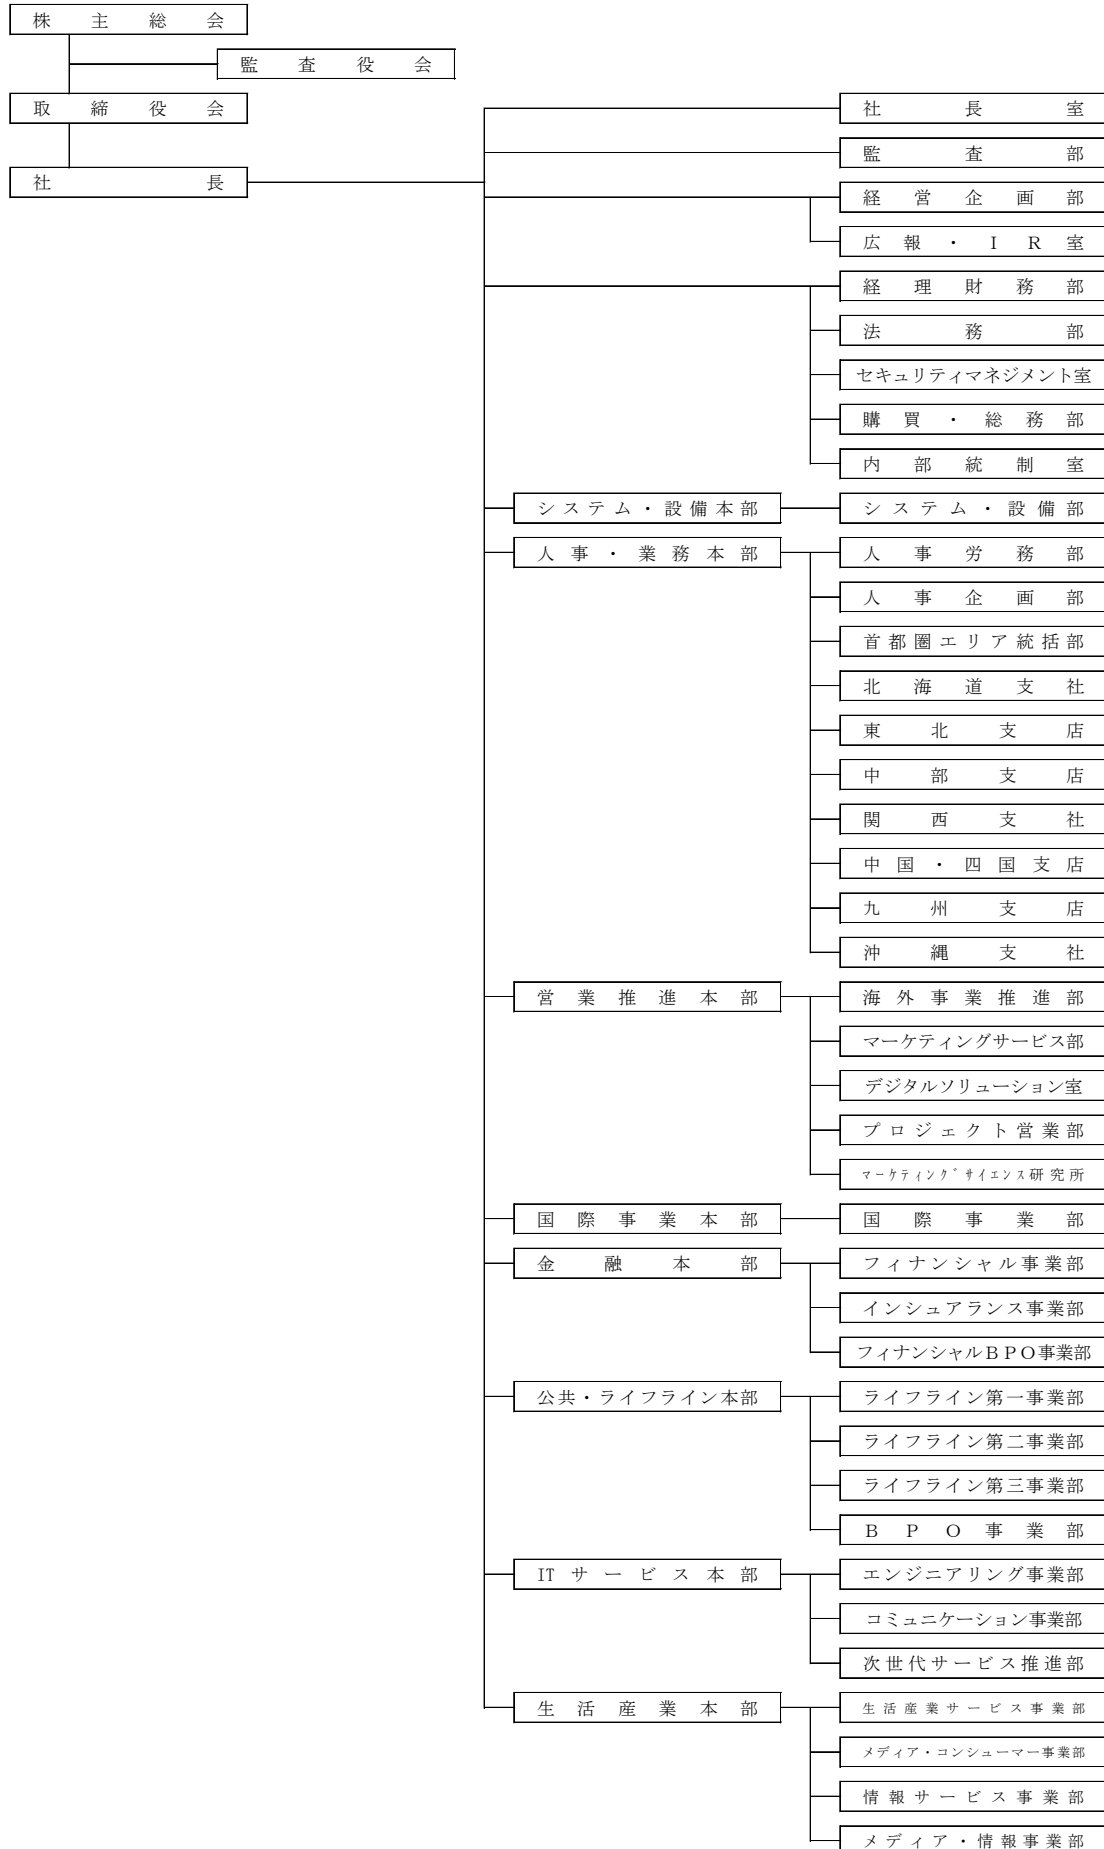 株主総会
監査役会
取締役会
社長室
監査部
社長
経営企画部
広報・ＩＲ室
経理財務部
法務部
セキュリティマネジメント室
購買・総務部
内部統制室
システム・設備本部
システム・設備部
人事・業務本部
人事労務部
人事企画部
首都圏エリア統括部
北海道支社
東北支店
中部支店
関西支社
中国・四国支店
九州支店
沖縄支社
営業推進本部
海外事業推進部
マーケティングサービス部
デジタルソリューション室
プロジェクト営業部
ﾏｰｹﾃｨﾝｸﾞｻｲｴﾝｽ研究所
国際事業本部
国際事業部
金融本部
フィナンシャル事業部
インシュアランス事業部
フィナンシャルＢＰＯ事業部
公共・ライフライン本部
ライフライン第一事業部
ライフライン第二事業部
ライフライン第三事業部
ＢＰＯ事業部
ITサービス本部
エンジニアリング事業部
コミュニケーション事業部
次世代サービス推進部
生活産業本部
生活産業サービス事業部
メディア・コンシューマー事業部
情報サービス事業部
メディア・情報事業部